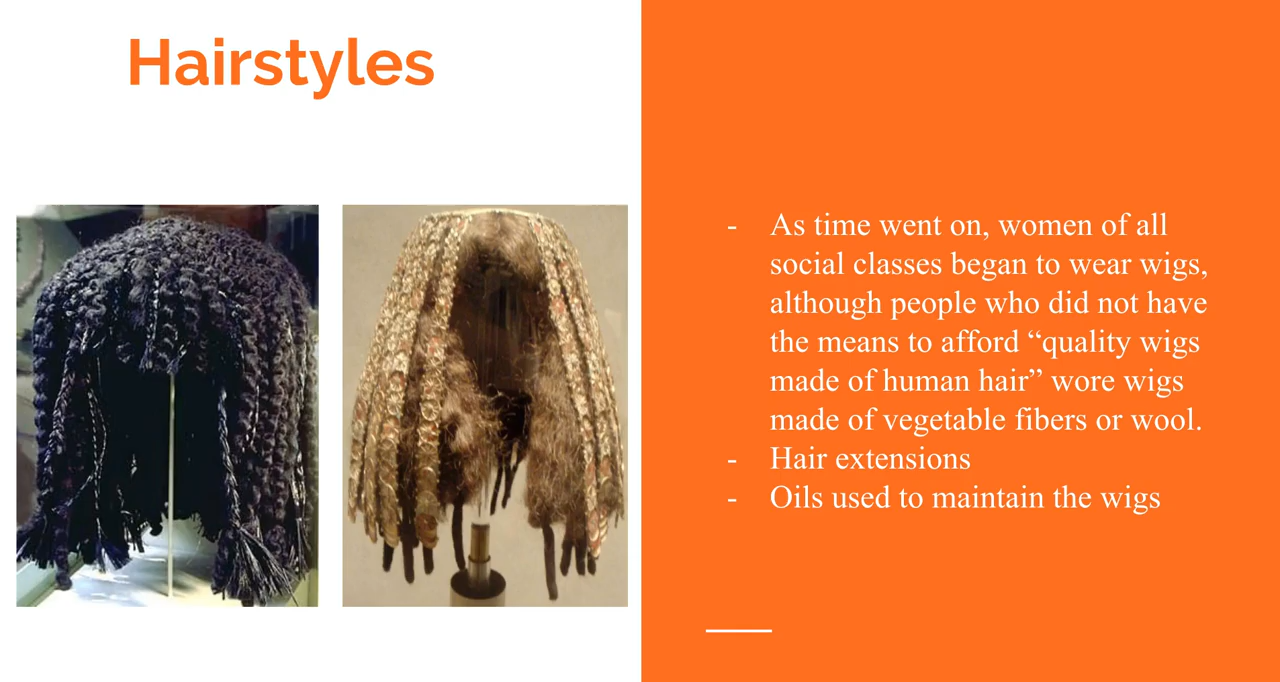 Hairstyles
- As time went on, women of all
social classes began to wear wigs,
although people who did not have
the means to afford “quality wigs
made of human hair” wore wigs
made of vegetable fibers or wool.
- Hair extensions
- Oils used to maintain the wigs